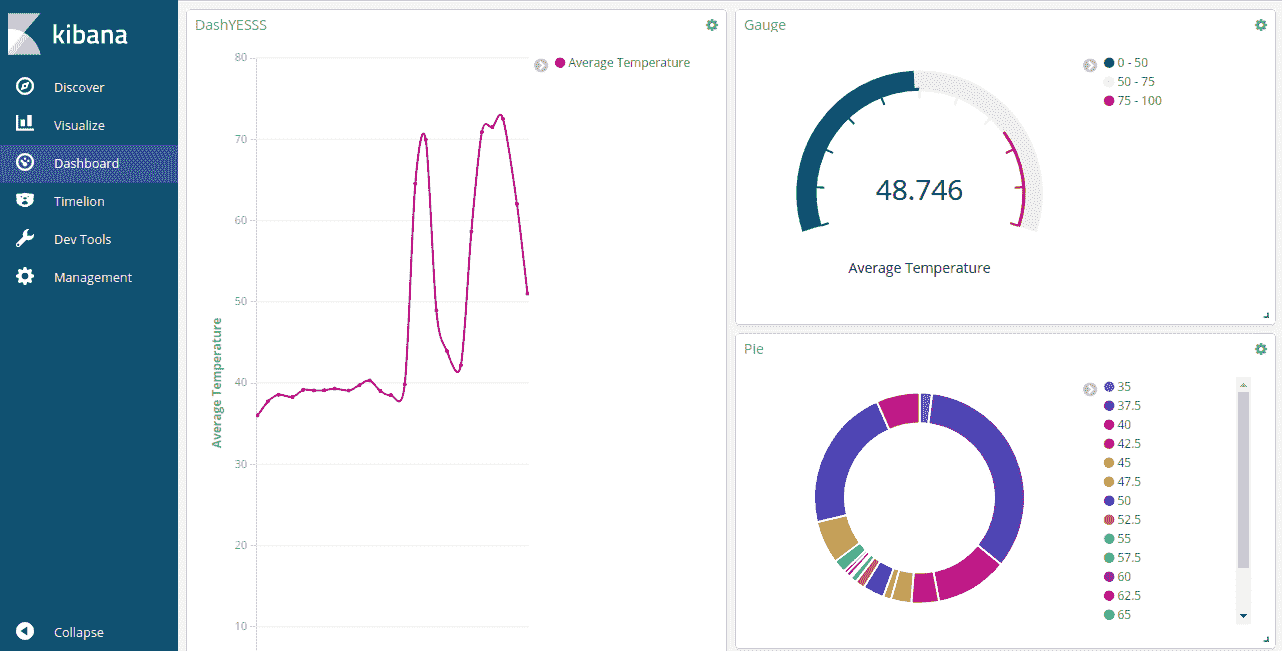 kibana
Discover
Visualize
Dashboard
Timelion
Dev Tools
Management
Collapse
DashYESSS
Average Temperature
80
70
60
50
40
30
20
10
Average Temperature
Gauge
0 - 50
50 - 75
75 - 100
48.746
Average Temperature
Pie
35
37.5
40
42.5
45
47.5
50
52.5
55
57.5
60
62.5
65